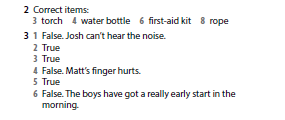 2 Correct items:
3 torch 4 water bottle 6 first-aid kit 8 rope
3 1 False. Josh can't hear the noise.
2 True
3 True
4 False. Matt's finger hurts.
5 True
6 False. The boys have got a really early start in the
morning.